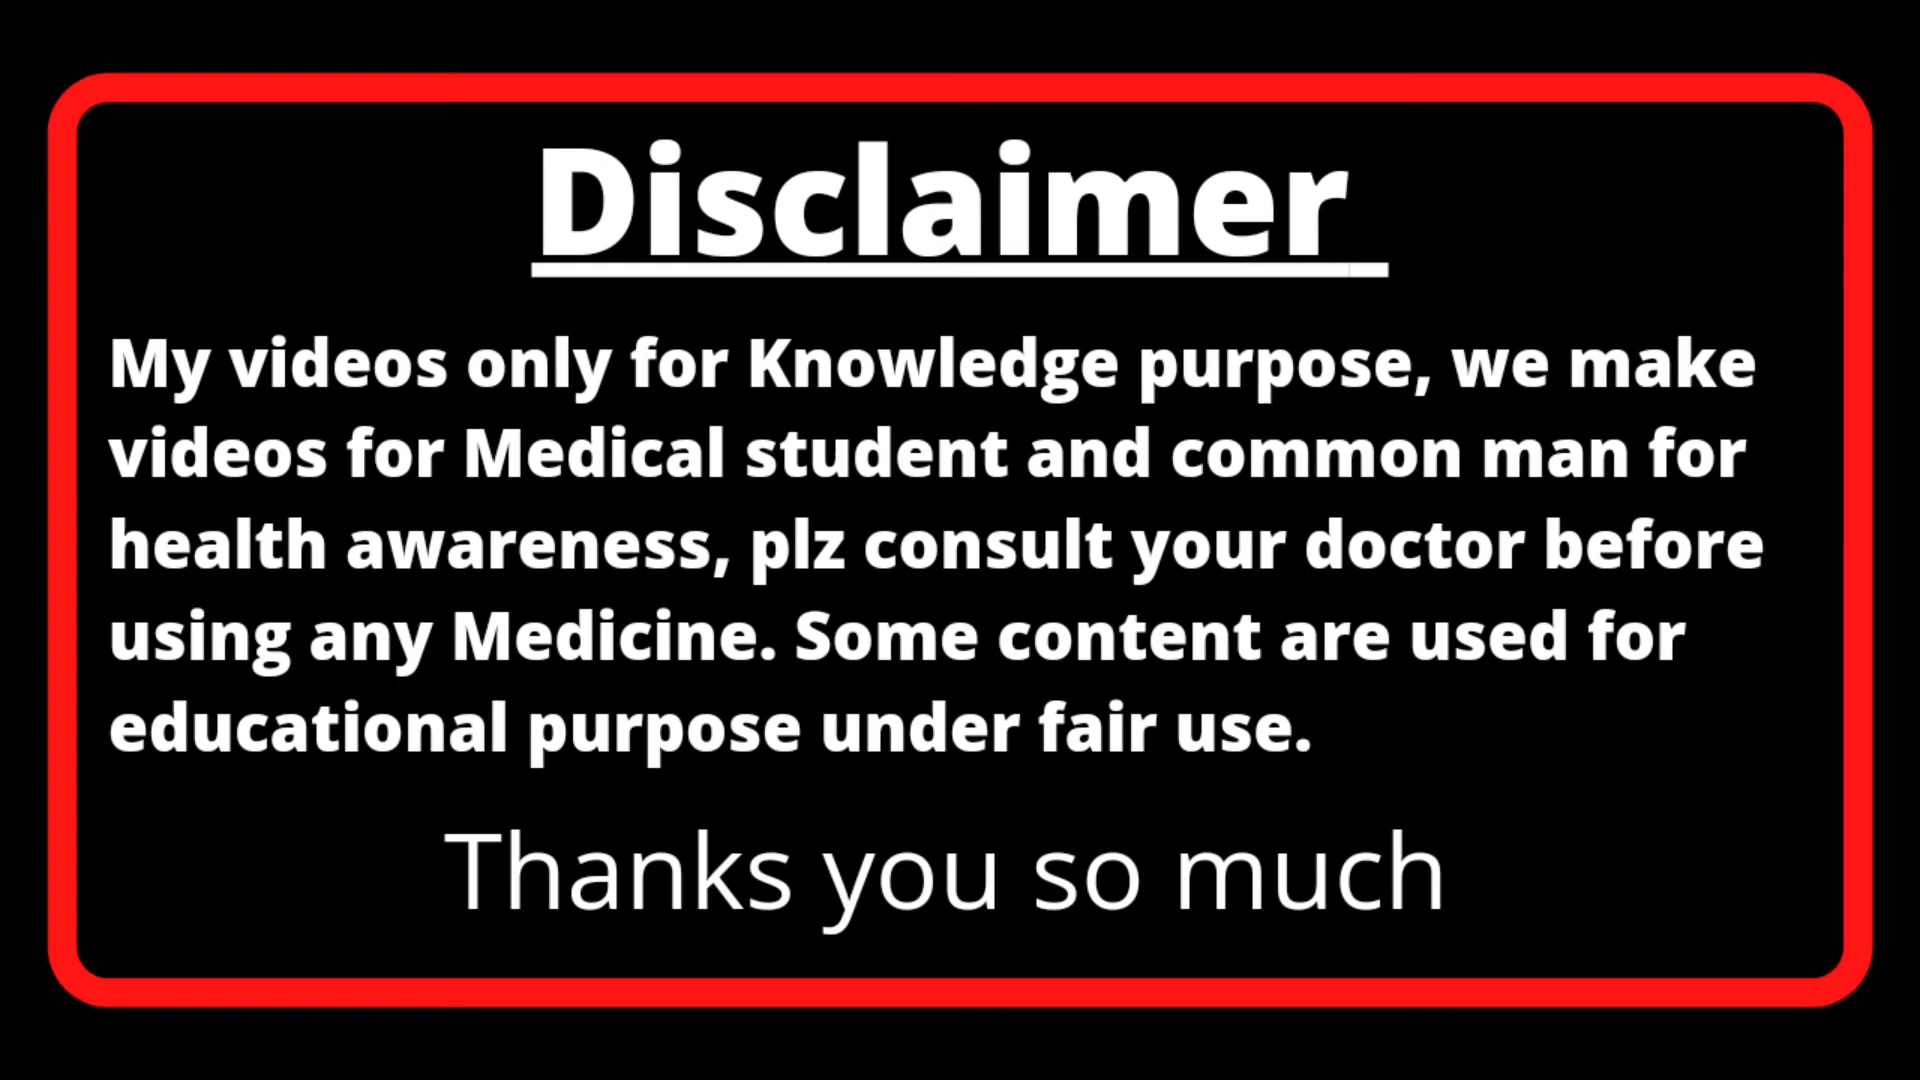 Disclaimer
My videos only for Knowledge purpose, we make
videos for Medical student and common man for
health awareness, plz consult your doctor before
using any Medicine. Some content are used for
educational purpose under fair use.
Thanks you so much